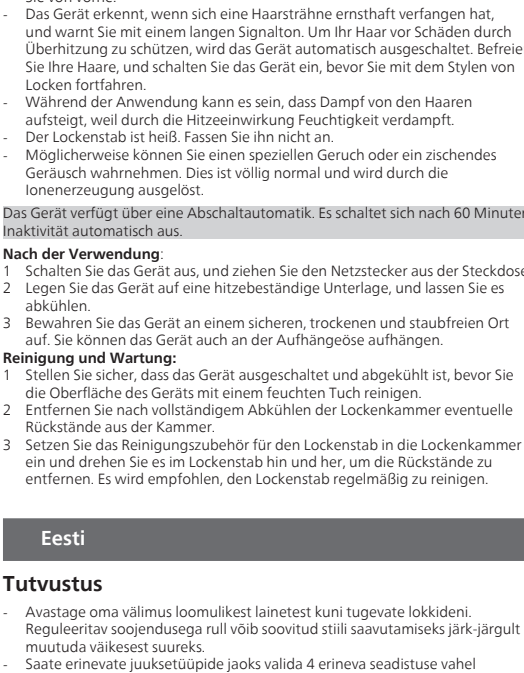 Sie von vorne.
- Das Gerät erkennt, wenn sich eine Haarsträhne ernsthaft verfangen hat,
und warnt Sie mit einem langen Signalton. Um Ihr Haar vor Schäden durch
Überhitzung zu schützen, wird das Gerät automatisch ausgeschaltet. Befreie
Sie Ihre Haare, und schalten Sie das Gerät ein, bevor Sie mit dem Stylen von
Locken fortfahren.
- Während der Anwendung kann es sein, dass Dampf von den Haaren
aufsteigt, weil durch die Hitzeeinwirkung Feuchtigkeit verdampft.
- Der Lockenstab ist heiß. Fassen Sie ihn nicht an.
- Möglicherweise können Sie einen speziellen Geruch oder ein zischendes
Geräusch wahrnehmen. Dies ist völlig normal und wird durch die
Ionenerzeugung ausgelöst.
Das Gerät verfügt über eine Abschaltautomatik. Es schaltet sich nach 60 Minuten
Inaktivität automatisch aus.
Nach der Verwendung:
1 Schalten Sie das Gerät aus, und ziehen Sie den Netzstecker aus der Steckdose
2 Legen Sie das Gerät auf eine hitzebeständige Unterlage, und lassen Sie es
abkühlen.
3 Bewahren Sie das Gerät an einem sicheren, trockenen und staubfreien Ort
auf. Sie können das Gerät auch an der Aufhängeöse aufhängen.
Reinigung und Wartung:
1 Stellen Sie sicher, dass das Gerät ausgeschaltet und abgekühlt ist, bevor Sie
die Oberfläche des Geräts mit einem feuchten Tuch reinigen.
2 Entfernen Sie nach vollständigem Abkühlen der Lockenkammer eventuelle
Rückstände aus der Kammer.
3 Setzen Sie das Reinigungszubehör für den Lockenstab in die Lockenkammer
ein und drehen Sie es im Lockenstab hin und her, um die Rückstände zu
entfernen. Es wird empfohlen, den Lockenstab regelmäßig zu reinigen.
Eesti
Tutvustus
- Avastage oma välimus loomulikest lainetest kuni tugevate lokkideni.
Reguleeritav soojendusega rull võib soovitud stiili saavutamiseks järk-järgult
muutuda väikesest suureks.
- Saate erinevate juuksetüüpide jaoks valida 4 erineva seadistuse vahel